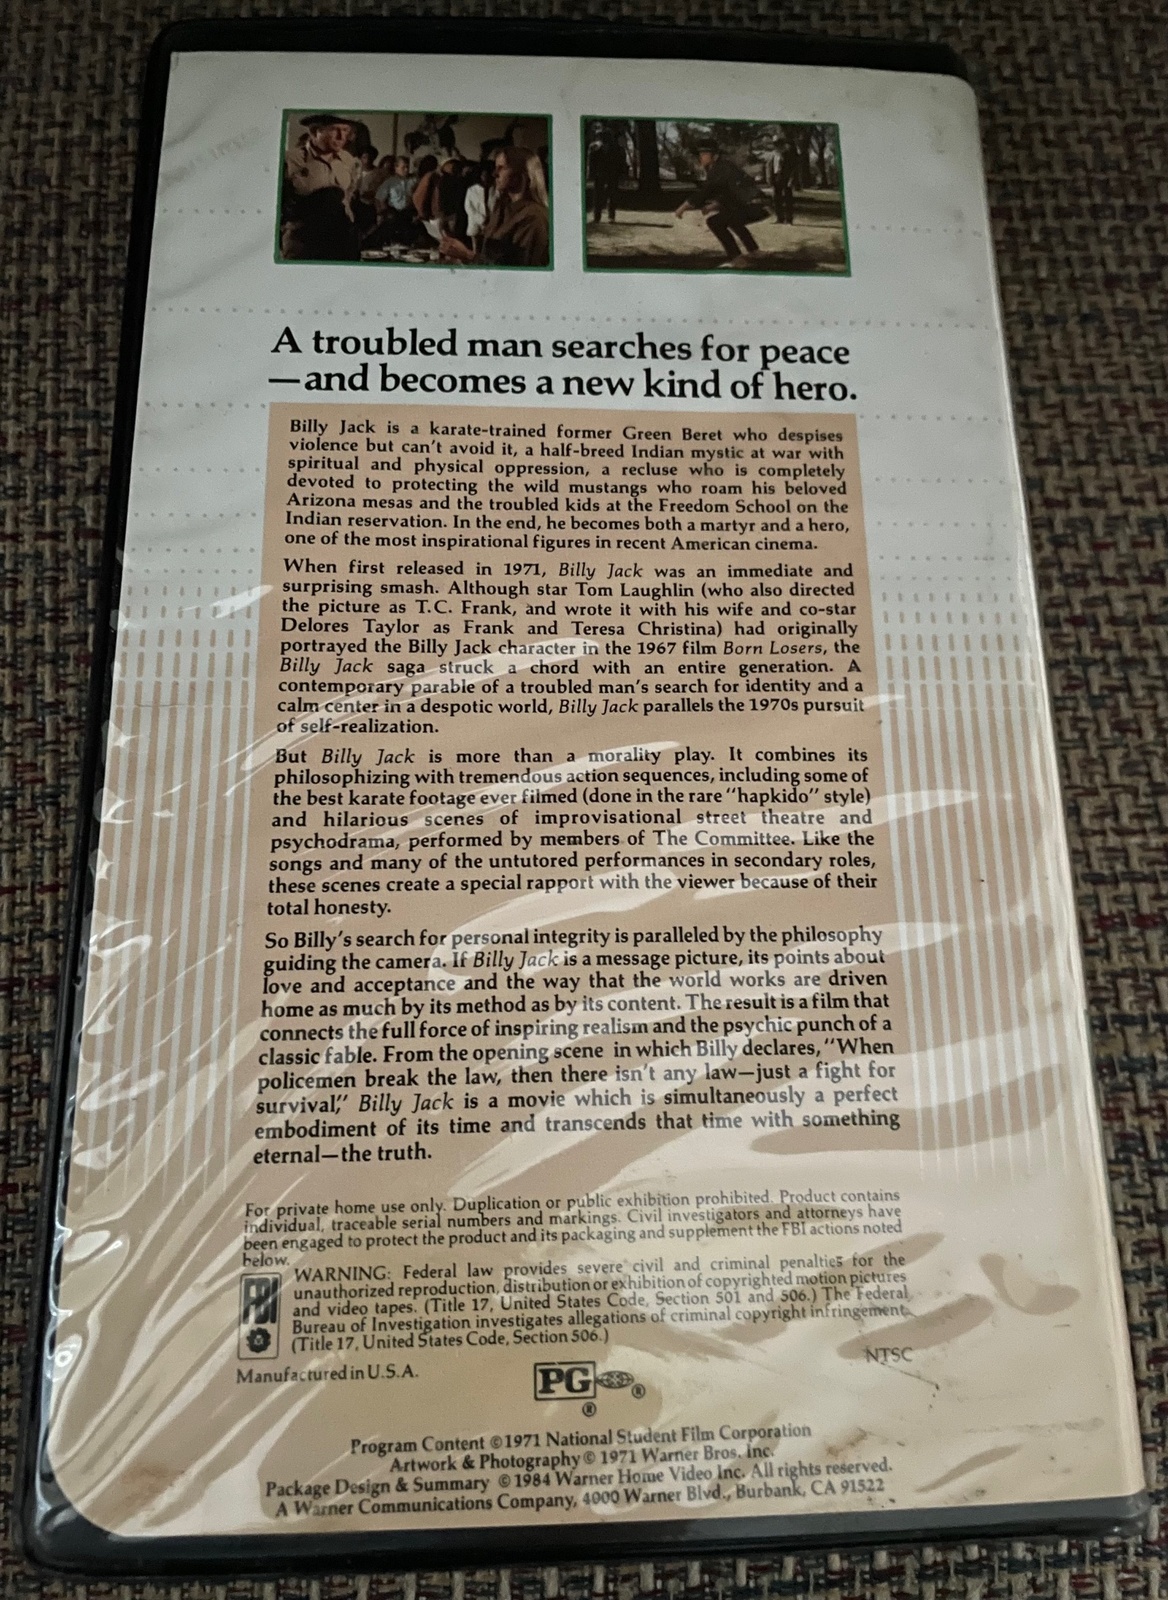 A troubled man searches for peace
—and becomes a new kind of hero.
Billy Jack is a karate-trained former Green Beret who despises
violence but can't avoid it, a half-breed Indian mystic at war with
spiritual and physical oppression, a recluse who is completely
devoted to protecting the wild mustangs who roam his beloved
Arizona mesas and the troubled kids at the Freedom School on the
Indian reservation. In the end, he becomes both a martyr and a hero,
one of the most inspirational figures in recent American cinema.
When first released in 1971, Billy Jack was an immediate and
surprising smash. Although star Tom Laughlin (who also directed
the picture as T.C. Frank, and wrote it with his wife and co-star
Delores Taylor as Frank and Teresa Christina) had originally
portrayed the Billy Jack character in the 1967 film Born Losers, the
Billy Jack saga struck a chord with an entire generation. A
contemporary parable of a troubled man's search for identity and a
calm center in a despotic world, Billy Jack parallels the 1970s pursuit
of self-realization.
But Billy Jack is more than a morality play. It combines its
philosophizing with tremendous action sequences, including some of
the best karate footage ever filmed (done in the rare "hapkido" style)
and hilarious scenes of improvisational street theatre and
psychodrama, performed by members of The Committee. Like the
songs and many of the untutored performances in secondary roles,
these scenes create a special rapport with the viewer because of their
total honesty.
So Billy's search for personal integrity is paralleled by the philosophy
guiding the camera. If Billy Jack is a message picture, its points about
love and acceptance and the way that the world works are driven
home as much by its method as by its content. The result is a film that
connects the full force of inspiring realism and the psychic punch of a
classic fable. From the opening scene in which Billy declares, "When
policemen break the law, then there isn't any law—just a fight for
survival," Billy Jack is a movie which is simultaneously a perfect
embodiment of its time and transcends that time with something
eternal—the truth.
For private home use only. Duplication or public exhibition prohibited. Product contains
individual, traceable serial numbers and markings. Civil investigators and attorneys have
been engaged to protect the product and its packaging and supplement the FBI actions noted
below.
FBI
WARNING: Federal law provides severe civil and criminal penalties for the
unauthorized reproduction, distribution or exhibition of copyrighted motion pictures
and video tapes. (Title 17, United States Code, Section 501 and 506.) The Federal
Bureau of Investigation investigates allegations of criminal copyright infringement
(Title 17, United States Code, Section 506.)
NTSC
Manufactured in U.S.A.
PG ®
®
Program Content © 1971 National Student Film Corporation
Artwork & Photography © 1971 Warner Bros. Inc.
Package Design & Summary © 1984 Warner Home Video Inc. All rights reserved.
A Warner Communications Company, 4000 Warner Blvd., Burbank, CA 91522